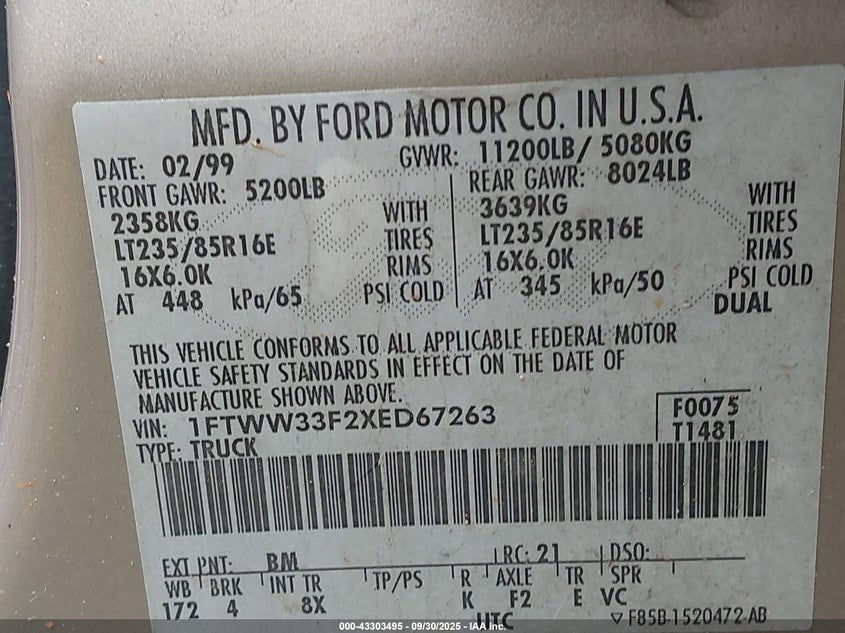 MFD. BY FORD MOTOR CO. IN U.S.A.
DATE: 02/99 GVWR: 11200LB/ 5080KG
FRONT GAWR: 5200LB REAR GAWR: 8024LB
2358KG WITH 3639KG WITH
LT235/85R16E TIRES LT235/85R16E TIRES
16X6.0K RIMS 16X6.0K RIMS
AT 448 kPa/65 PSI COLD AT 345 kPa/50 PSI COLD
DUAL
THIS VEHICLE CONFORMS TO ALL APPLICABLE FEDERAL MOTOR
VEHICLE SAFETY STANDARDS IN EFFECT ON THE DATE OF
MANUFACTURE SHOWN ABOVE.
VIN: 1FTWW33F2XED67263 F0075
TYPE: TRUCK T1481
EXT PNT: BM RC: 21 DSO:
WB BRK INT TR TP/PS R AXLE TR SPR
172 4 8X K F2 E VC
UTC ▽F85B-1520472-AB
000-43303495 - 09/30/2025 - IAA Inc.